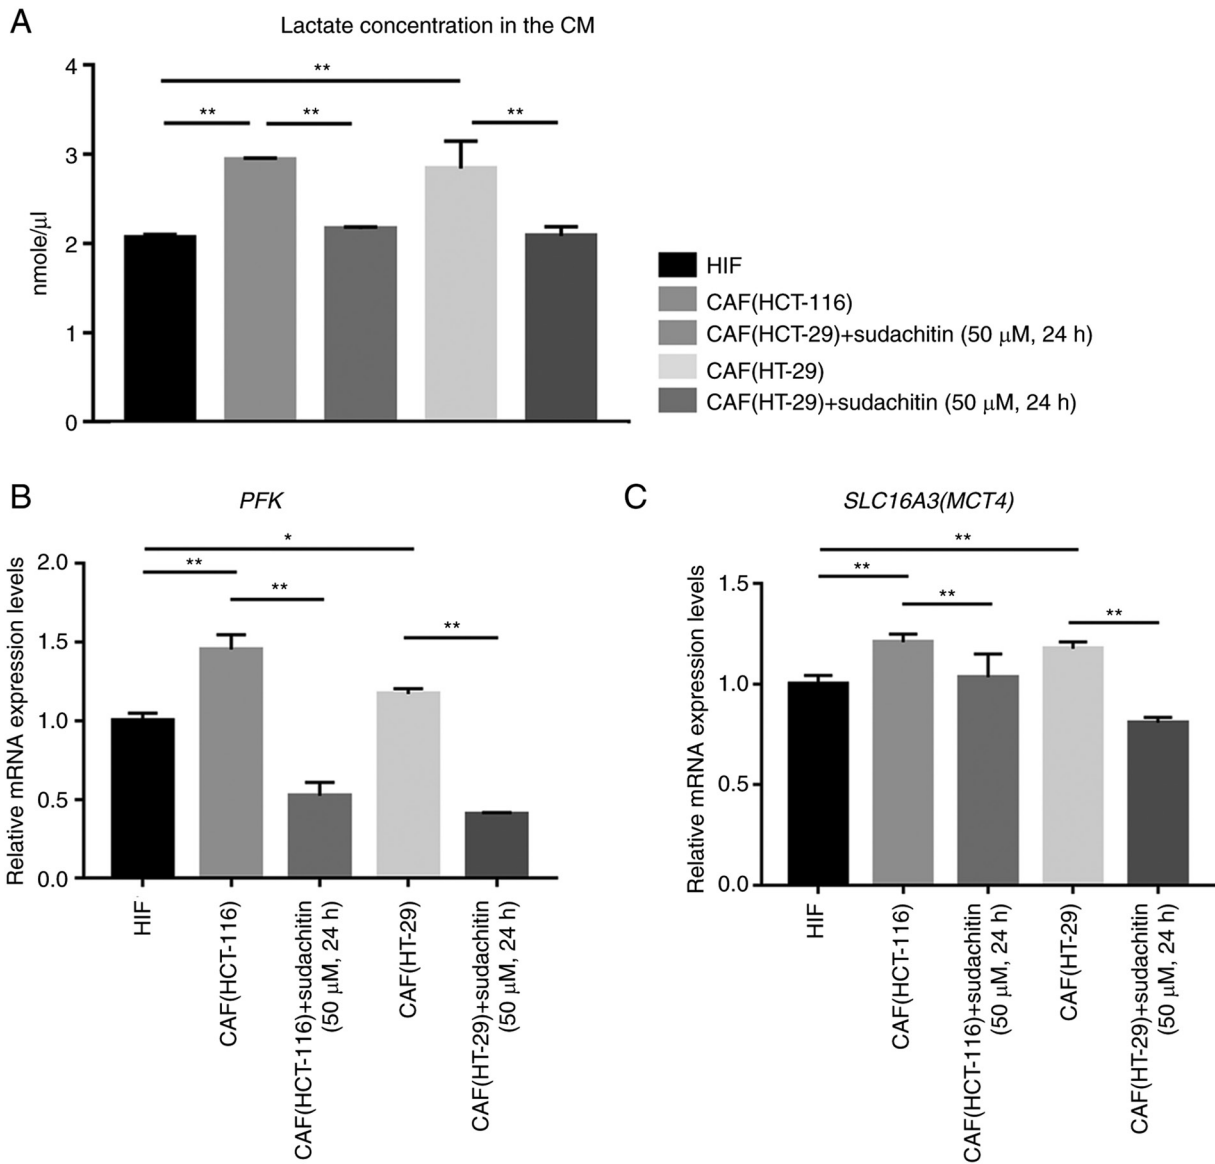 A
Lactate concentration in the CM
nmole/μl
4
3
2
1
0
**
**
**
**
HIF
CAF(HCT-116)
CAF(HCT-29)+sudachitin (50 μM, 24 h)
CAF(HT-29)
CAF(HT-29)+sudachitin (50 μM, 24 h)
B
PFK
Relative mRNA expression levels
2.0
1.5
1.0
0.5
0.0
*
**
**
**
HIF
CAF(HCT-116)
CAF(HCT-116)+sudachitin
(50 μM, 24 h)
CAF(HT-29)
CAF(HT-29)+sudachitin
(50 μM, 24 h)
C
SLC16A3(MCT4)
Relative mRNA expression levels
1.5
1.0
0.5
0.0
**
**
**
**
HIF
CAF(HCT-116)
CAF(HCT-116)+sudachitin
(50 μM, 24 h)
CAF(HT-29)
CAF(HT-29)+sudachitin
(50 μM, 24 h)